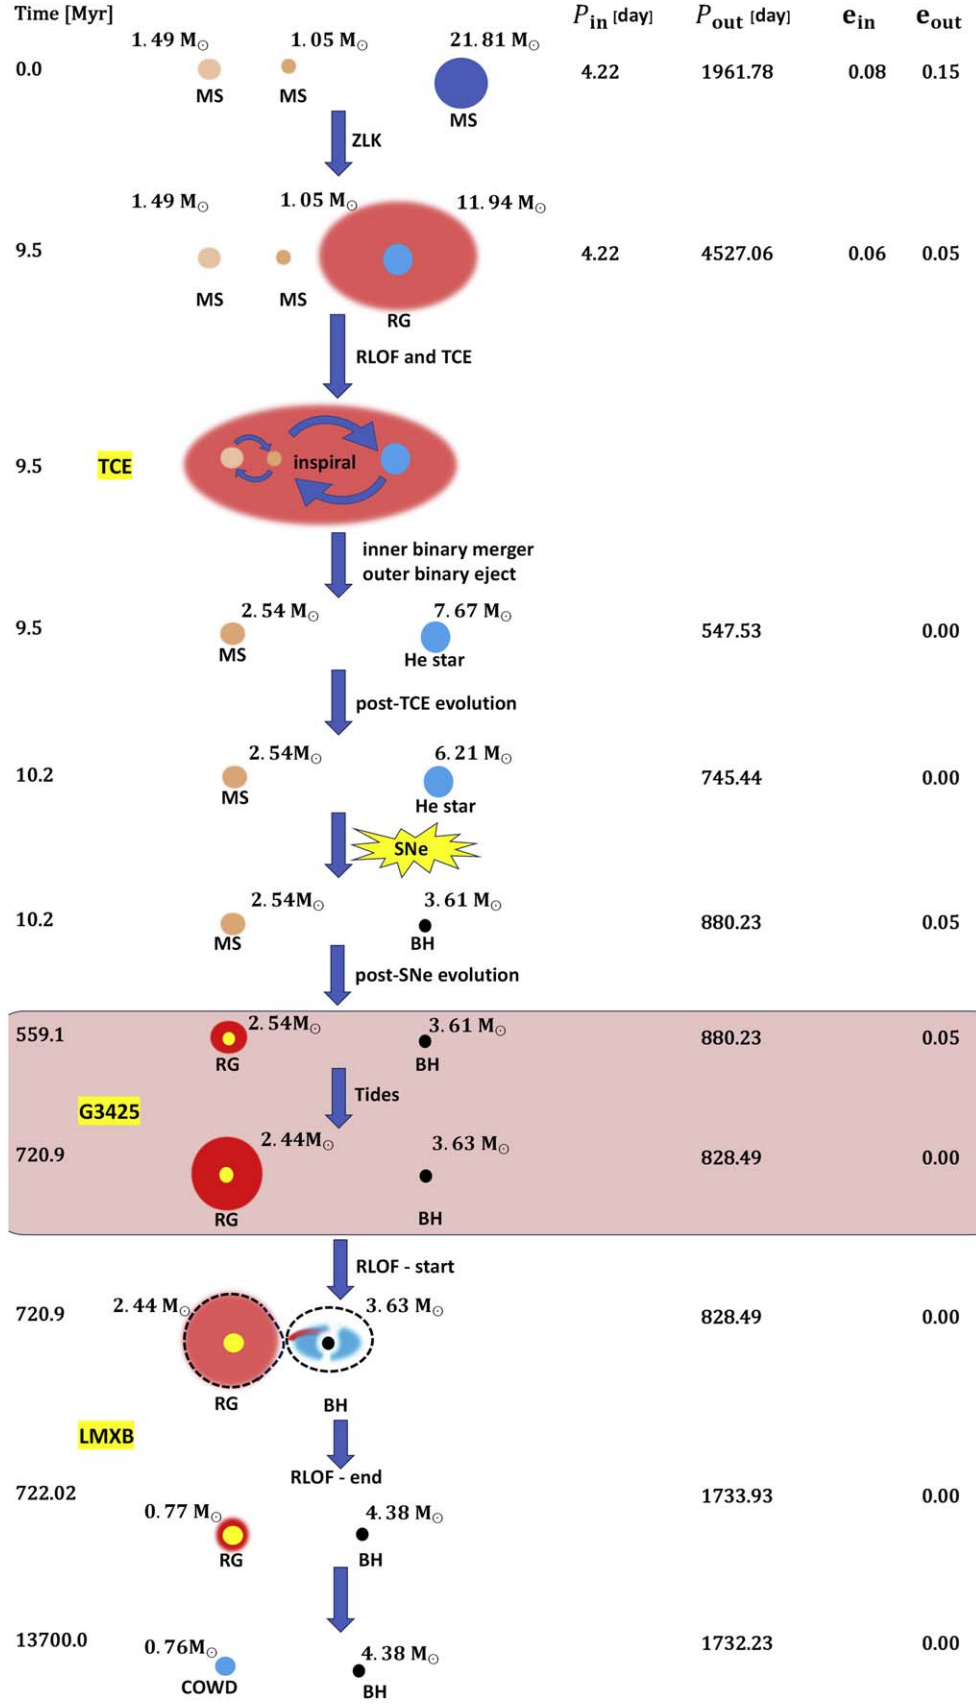 Time [Myr] P_in [day] P_out [day] e_in e_out
1.49 M⊙ 1.05 M⊙ 21.81 M⊙
0.0 4.22 1961.78 0.08 0.15
MS MS MS
ZLK
1.49 M⊙ 1.05 M⊙ 11.94 M⊙
9.5 4.22 4527.06 0.06 0.05
MS MS RG
RLOF and TCE
9.5 TCE inspiral
inner binary merger
outer binary eject
2.54 M⊙ 7.67 M⊙
9.5 547.53 0.00
MS He star
post-TCE evolution
2.54M⊙ 6.21 M⊙
10.2 745.44 0.00
MS He star
SNe
2.54M⊙ 3.61 M⊙
10.2 880.23 0.05
MS BH
post-SNe evolution
2.54M⊙ 3.61 M⊙
559.1 880.23 0.05
RG BH
Tides
G3425
2.44M⊙ 3.63 M⊙
720.9 828.49 0.00
RG BH
RLOF - start
2.44 M⊙ 3.63 M⊙
720.9 828.49 0.00
RG BH
LMXB
RLOF - end
722.02 1733.93 0.00
0.77 M⊙ 4.38 M⊙
RG BH
13700.0 1732.23 0.00
0.76M⊙ 4.38 M⊙
COWD BH